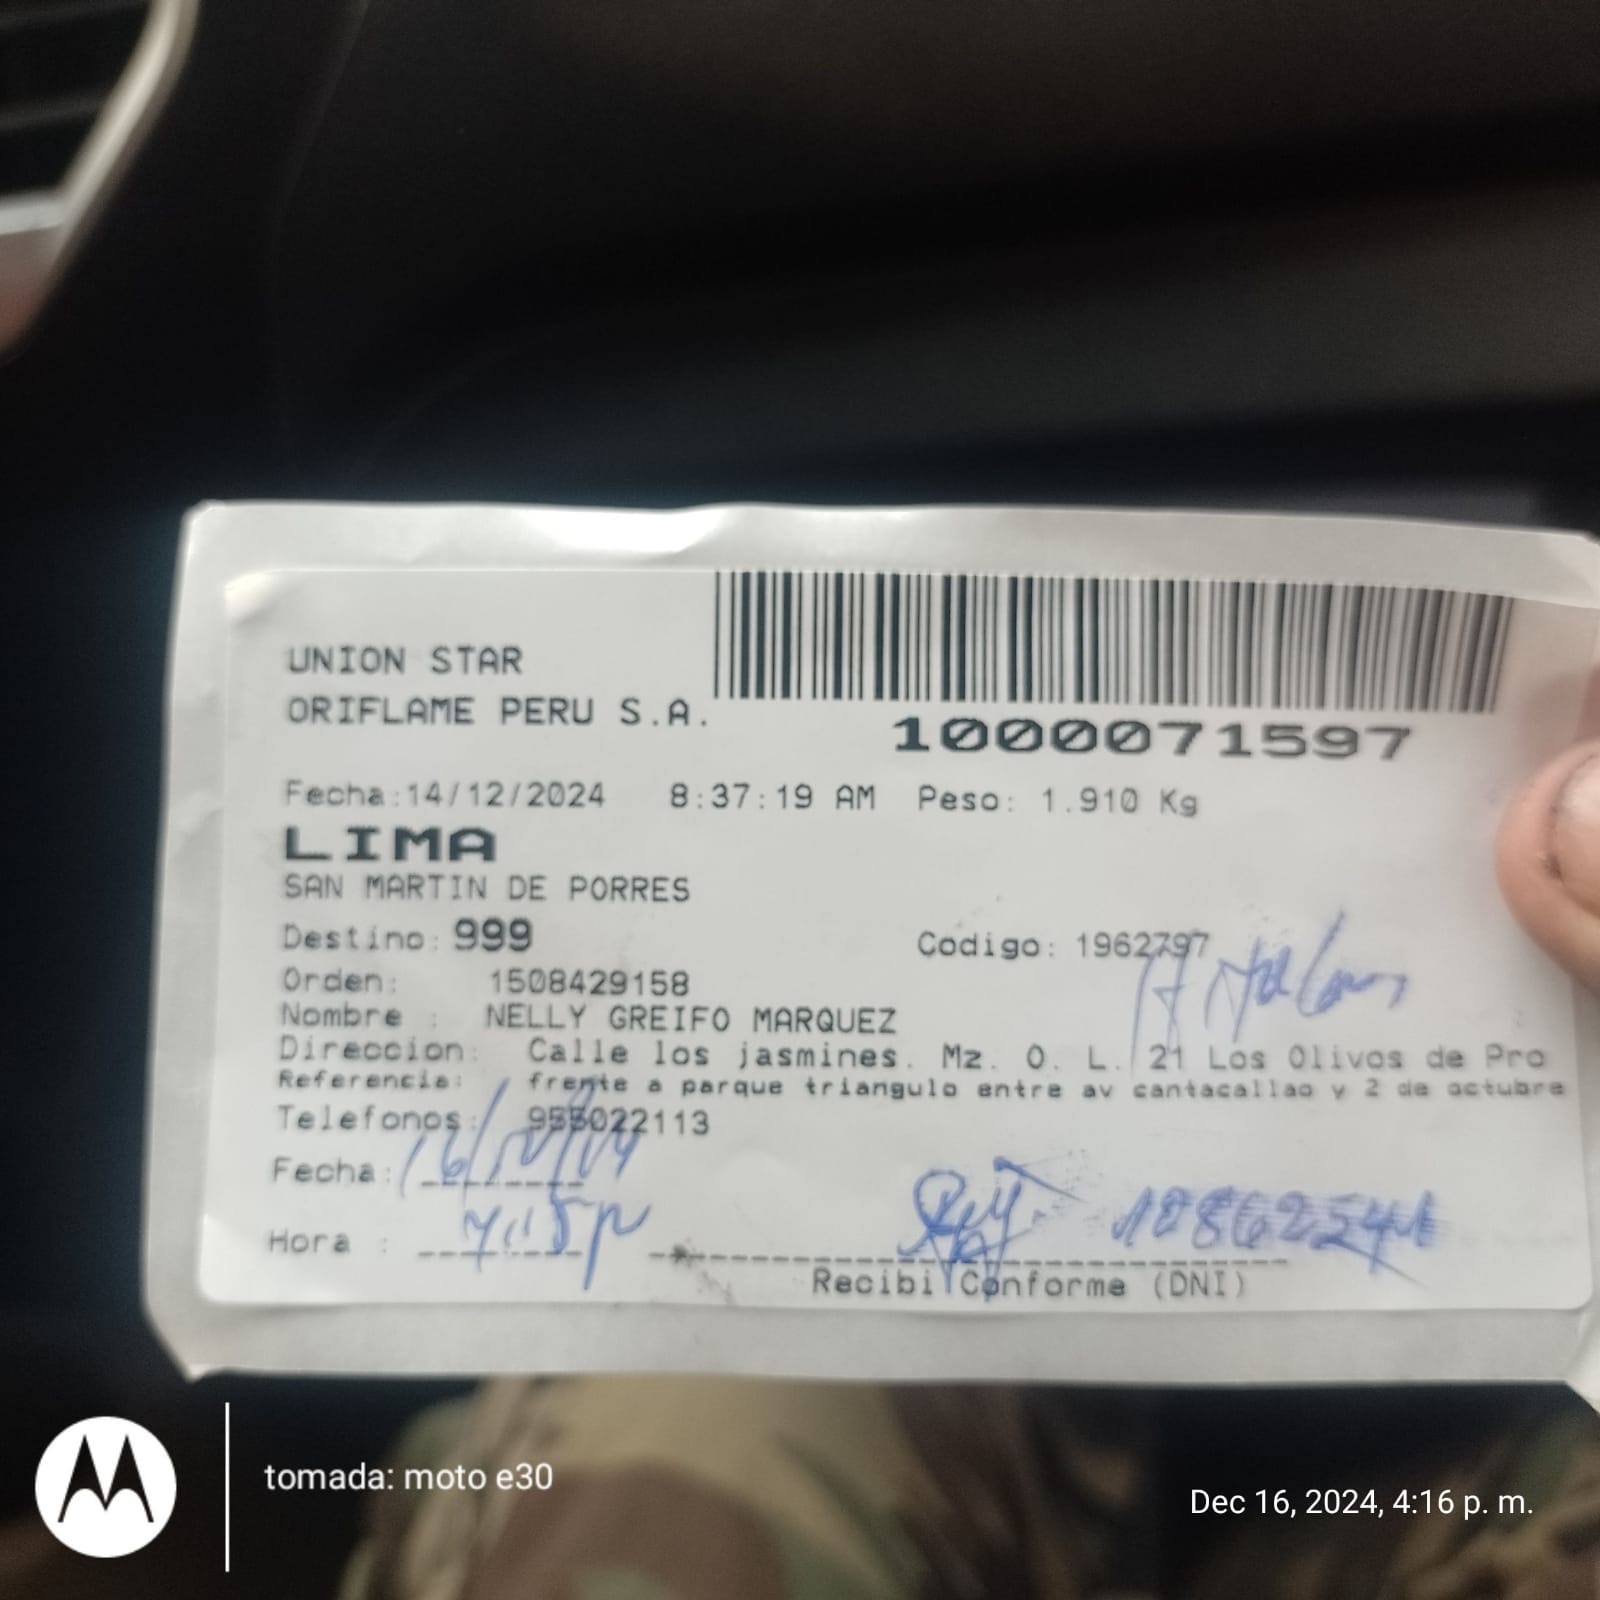 UNION STAR
ORIFLAME PERU S.A.
1000071597
Fecha:14/12/2024 8:37:19 AM Peso: 1.910 Kg
LIMA
SAN MARTIN DE PORRES
Destino: 999
Codigo: 1962797
Orden: 1508429158
Nombre : NELLY GREIFO MARQUEZ
Direccion: Calle los jasmines. Mz. O. L. 21 Los Olivos de Pro
Referencia: frente a parque triangulo entre av cantacallao y 2 de octubre
Telefonos: 955022113
Fecha:
Hora :
Recibi Conforme (DNI)
tomada: moto e30
Dec 16, 2024, 4:16 p. m.